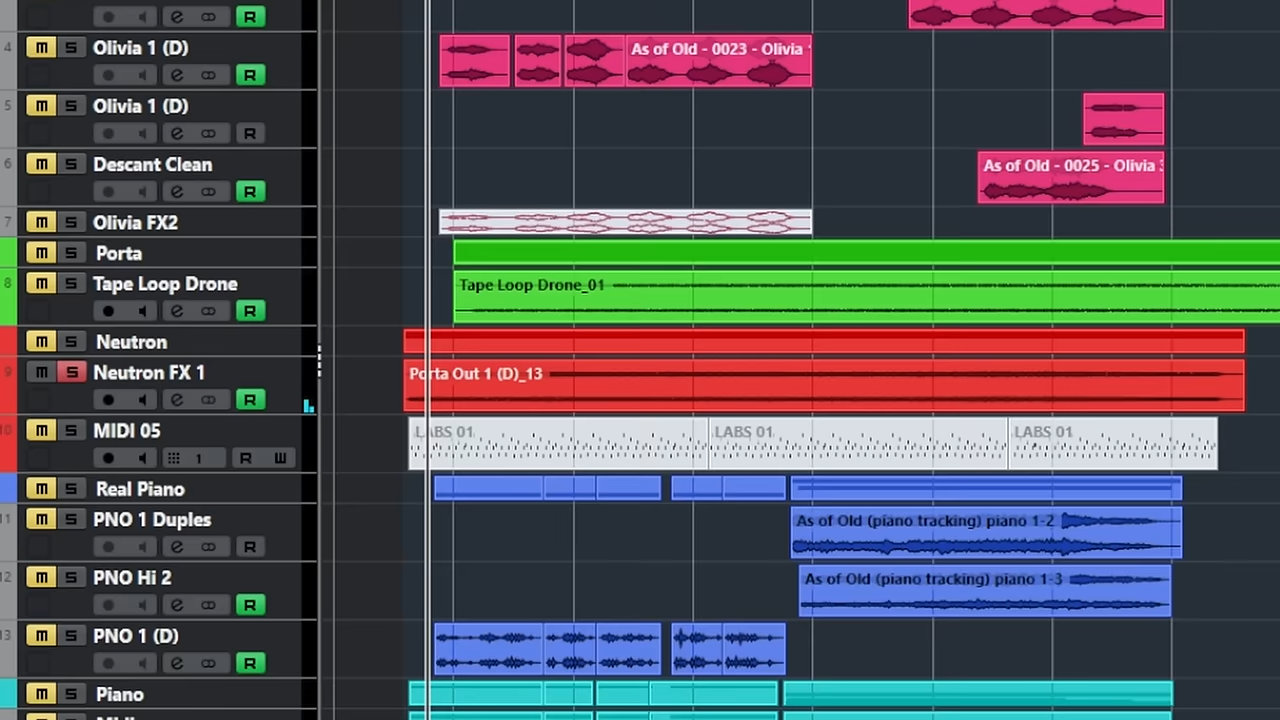 R
4 M S Olivia 1 (D) As of Old - 0023 - Olivia
e R
5 M S Olivia 1 (D)
e R
6 M S Descant Clean As of Old - 0025 - Olivia 3
e R
7 M S Olivia FX2
M S Porta
8 M S Tape Loop Drone Tape Loop Drone_01
e R
M S Neutron
9 M S Neutron FX 1 Porta Out 1 (D)_13
e R
10 M S MIDI 05 LABS 01 LABS 01 LABS 01
1 R
M S Real Piano
11 M S PNO 1 Duples As of Old (piano tracking) piano 1-2
e R
12 M S PNO Hi 2 As of Old (piano tracking) piano 1-3
e R
13 M S PNO 1 (D)
e R
M S Piano